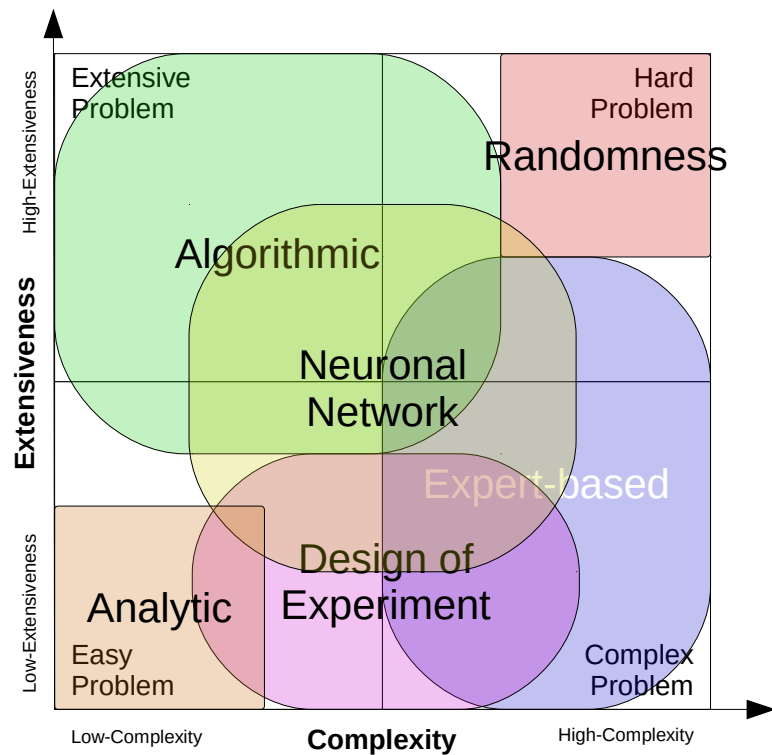 High-Extensiveness
Extensiveness
Low-Extensiveness
Extensive
Problem
Hard
Problem
Randomness
Algorithmic
Neuronal
Network
Expert-based
Design of
Experiment
Analytic
Easy
Problem
Complex
Problem
Low-Complexity
Complexity
High-Complexity